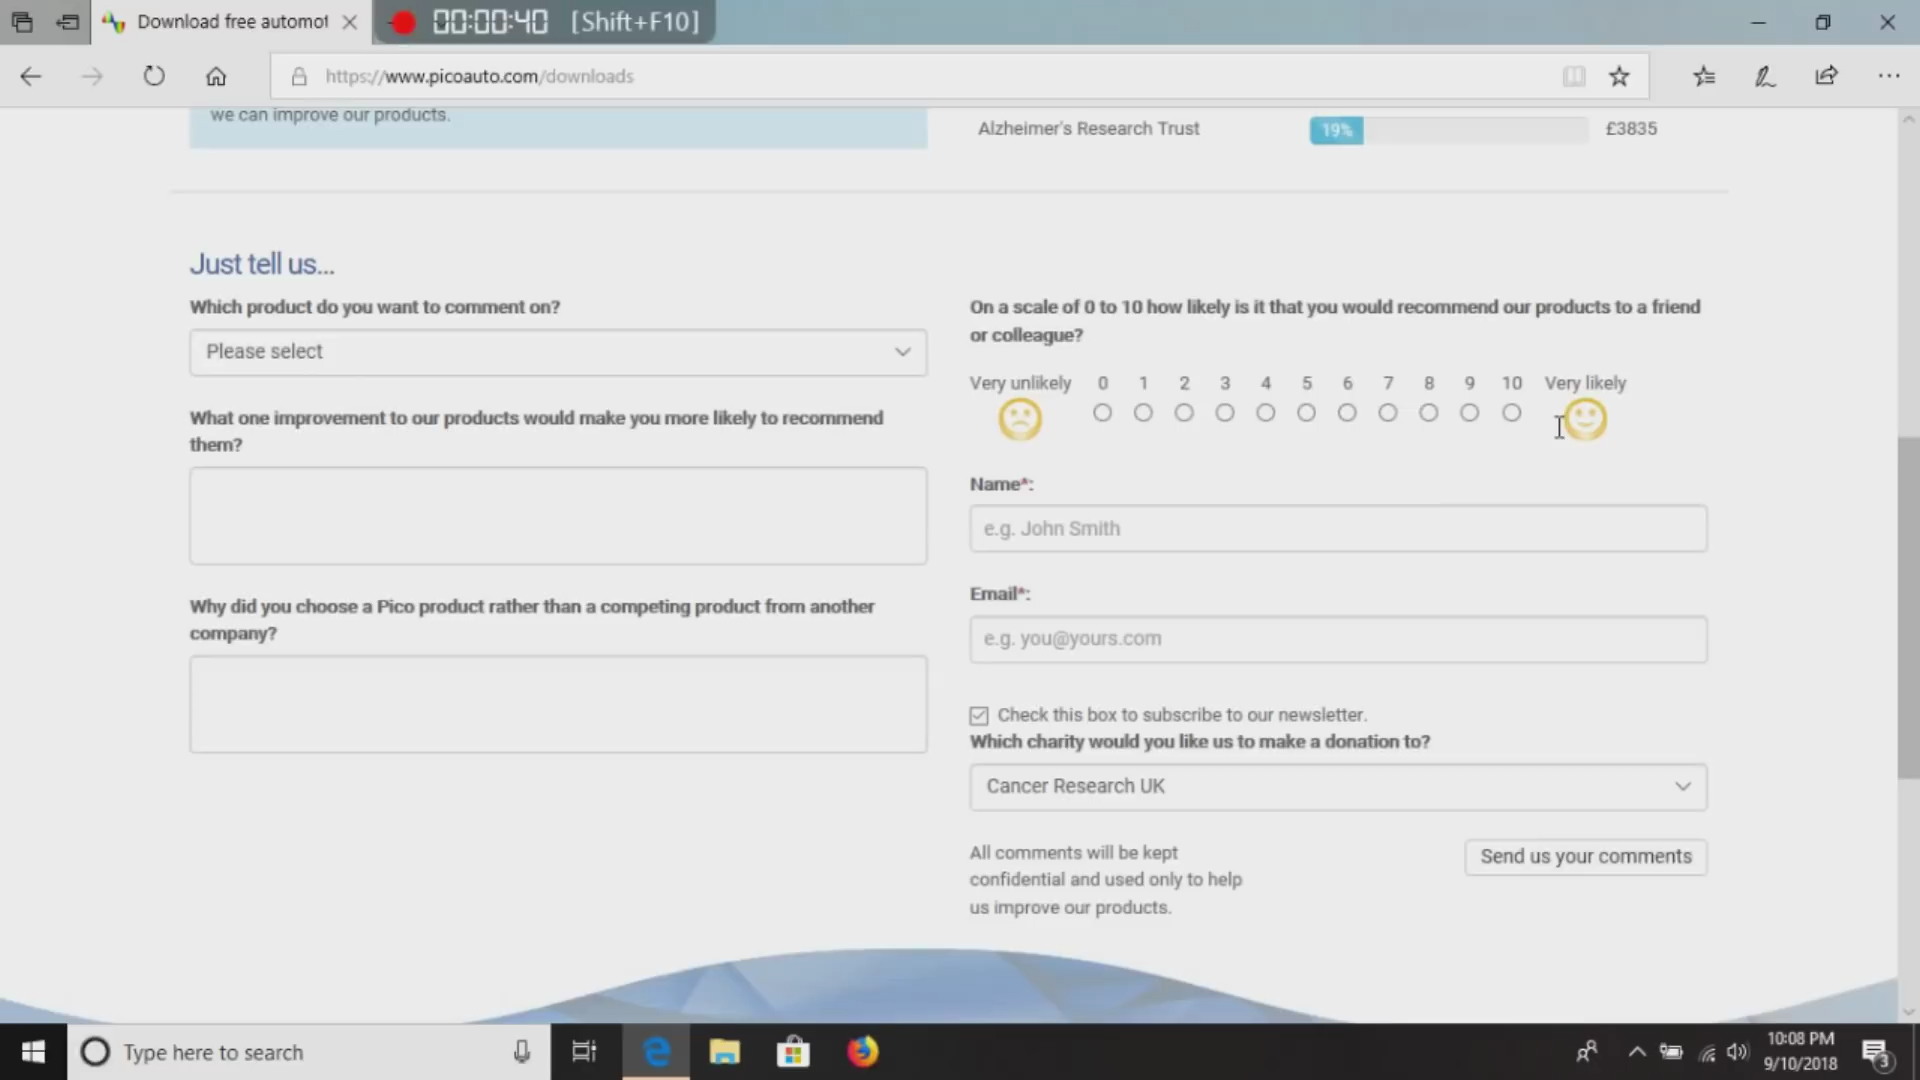 Download free automot
00:00:40 [Shift+F10]
https://www.picoauto.com/downloads
we can improve our products.
Alzheimer's Research Trust 19% £3835
Just tell us...
Which product do you want to comment on?
Please select
What one improvement to our products would make you more likely to recommend
them?
Why did you choose a Pico product rather than a competing product from another
company?
On a scale of 0 to 10 how likely is it that you would recommend our products to a friend
or colleague?
Very unlikely 0 1 2 3 4 5 6 7 8 9 10 Very likely
Name*:
e.g. John Smith
Email*:
e.g. you@yours.com
Check this box to subscribe to our newsletter.
Which charity would you like us to make a donation to?
Cancer Research UK
All comments will be kept
confidential and used only to help
us improve our products.
Send us your comments
Type here to search
10:08 PM
9/10/2018
3